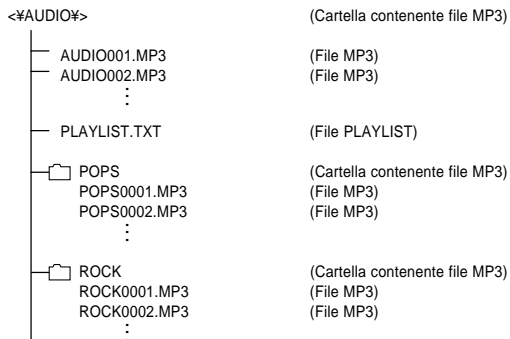 <¥AUDIO¥> (Cartella contenente file MP3)
AUDIO001.MP3 (File MP3)
AUDIO002.MP3 (File MP3)
PLAYLIST.TXT (File PLAYLIST)
POPS (Cartella contenente file MP3)
POPS0001.MP3 (File MP3)
POPS0002.MP3 (File MP3)
ROCK (Cartella contenente file MP3)
ROCK0001.MP3 (File MP3)
ROCK0002.MP3 (File MP3)